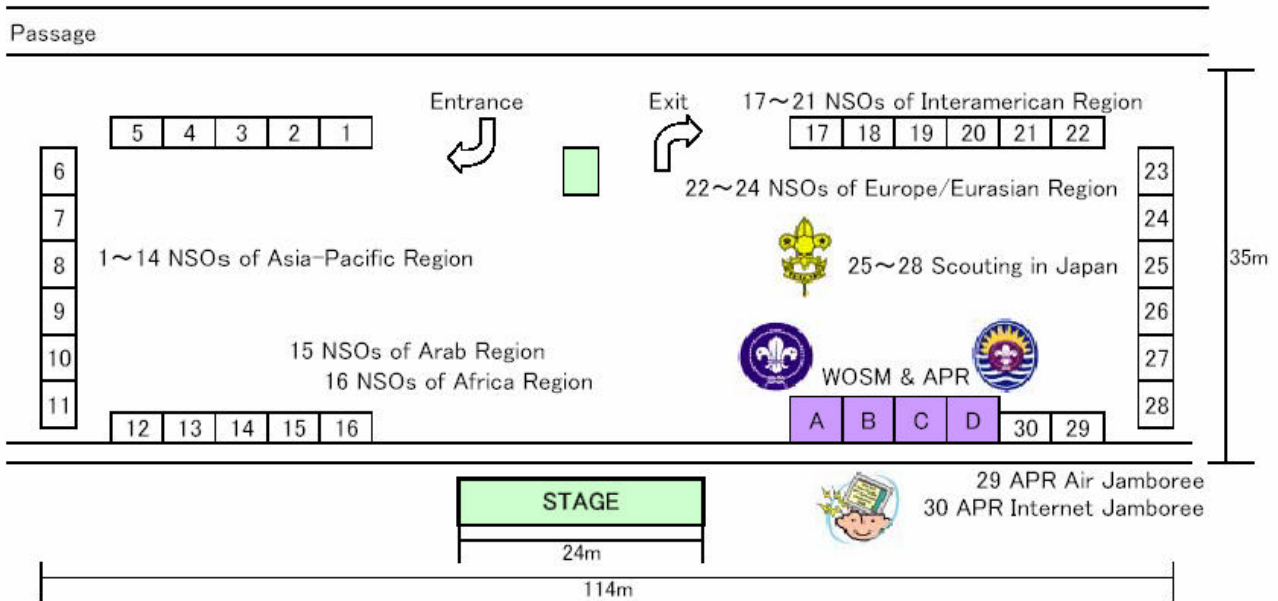 Passage
Entrance
Exit
17～21 NSOs of Interamerican Region
5 4 3 2 1
17 18 19 20 21 22
6
7
8
9
10
11
23
24
25
26
27
28
22～24 NSOs of Europe/Eurasian Region
1～14 NSOs of Asia-Pacific Region
25～28 Scouting in Japan
35m
15 NSOs of Arab Region
16 NSOs of Africa Region
WOSM & APR
12 13 14 15 16
A B C D 30 29
STAGE
29 APR Air Jamboree
30 APR Internet Jamboree
24m
114m